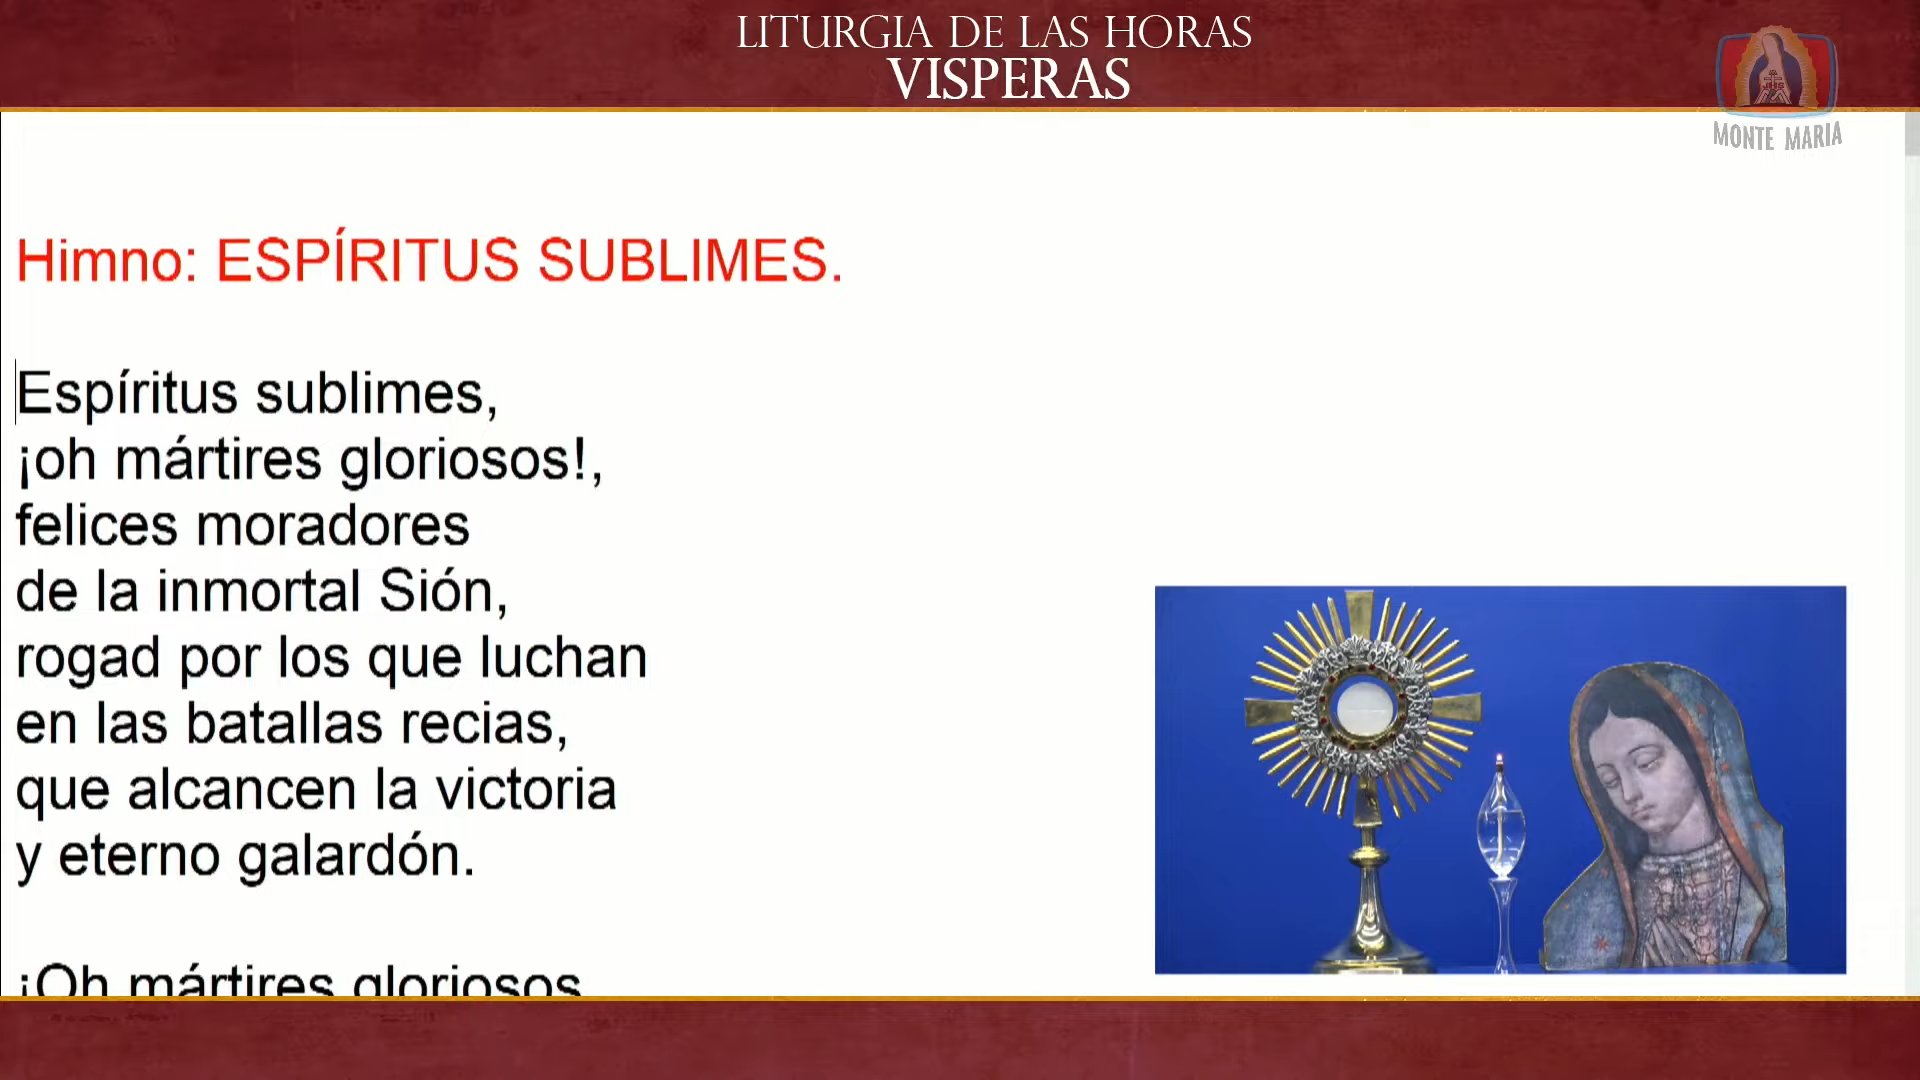 LITURGIA DE LAS HORAS
VISPERAS
JHS
MONTE MARIA
Himno: ESPÍRITUS SUBLIMES.
Espíritus sublimes,
¡oh mártires gloriosos!,
felices moradores
de la inmortal Sión,
rogad por los que luchan
en las batallas recias,
que alcancen la victoria
y eterno galardón.
¡Oh mártires gloriosos